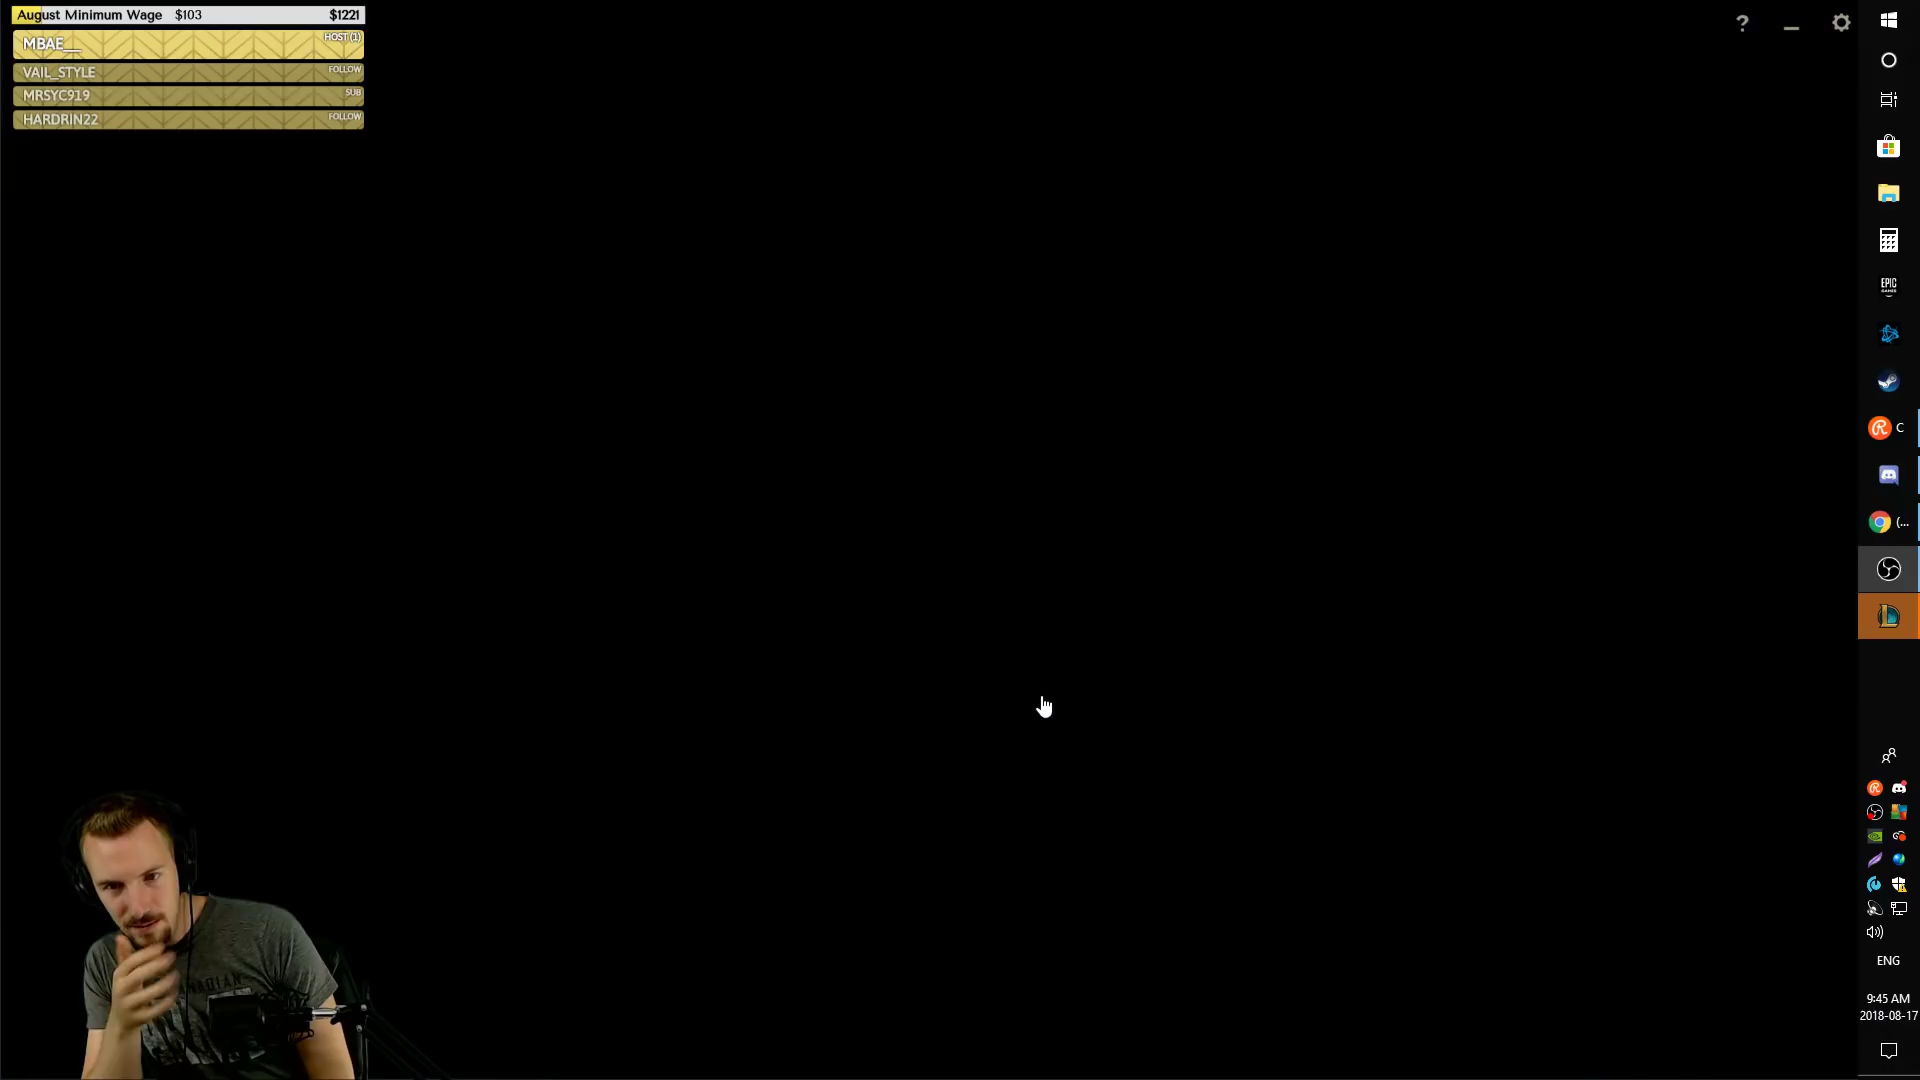 August Minimum Wage $103 $1221
MBAE__ HOST (1)
VAIL_STYLE FOLLOW
MRSYC919 SUB
HARDRIN22 FOLLOW
?
EPIC
GAMES
C
(...
ENG
9:45 AM
2018-08-17